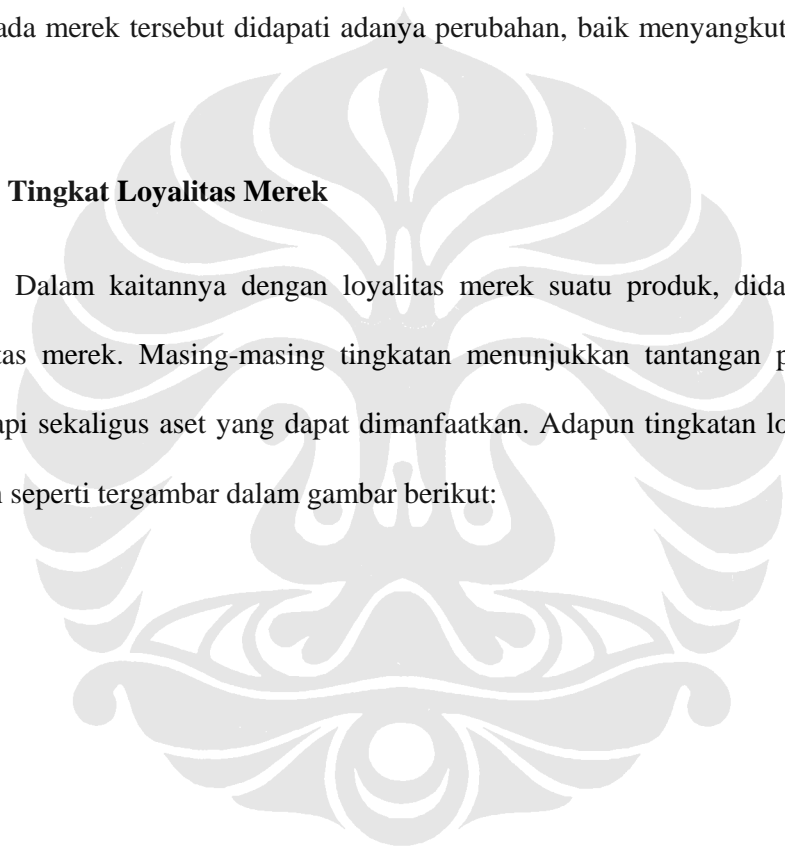 ada merek tersebut didapati adanya perubahan, baik menyangkut
Tingkat Loyalitas Merek
Dalam kaitannya dengan loyalitas merek suatu produk, dida
tas merek. Masing-masing tingkatan menunjukkan tantangan p
api sekaligus aset yang dapat dimanfaatkan. Adapun tingkatan lo
seperti tergambar dalam gambar berikut: